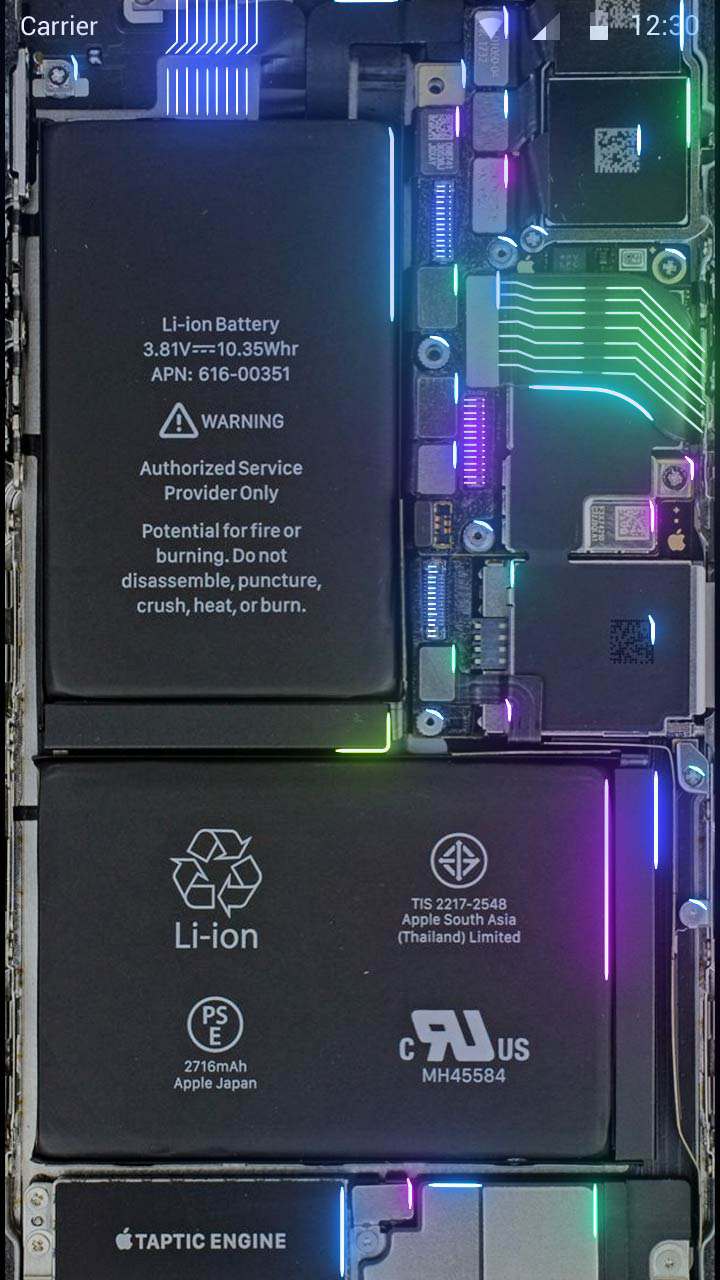 Carrier
12:30
Li-ion Battery
3.81V⎓10.35Whr
APN: 616-00351
WARNING
Authorized Service
Provider Only
Potential for fire or
burning. Do not
disassemble, puncture,
crush, heat, or burn.
Li-ion
TIS 2217-2548
Apple South Asia
(Thailand) Limited
PS
E
2716mAh
Apple Japan
c RU US
MH45584
TAPTIC ENGINE